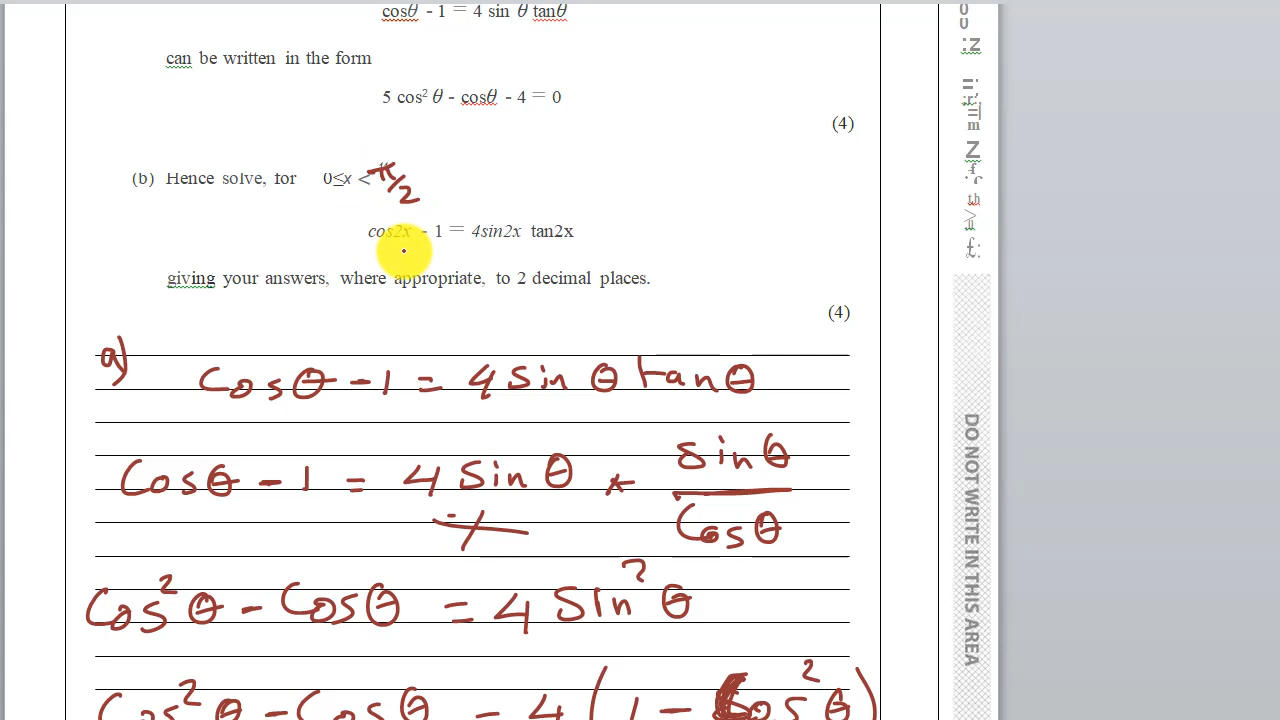 cosθ - 1 = 4 sin θ tanθ
can be written in the form
5 cos² θ - cosθ - 4 = 0
(4)
(b) Hence solve, for 0≤x < π/2
cos2x - 1 = 4sin2x tan2x
giving your answers, where appropriate, to 2 decimal places.
(4)
a) Cosθ - 1 = 4 Sin θ tan θ
Cosθ - 1 = 4 Sin θ * Sinθ / Cosθ
Cos²θ - Cosθ = 4 Sin²θ
Cos²θ - Cosθ = 4 (1 - Cos²θ)
DO NOT WRITE IN THIS AREA